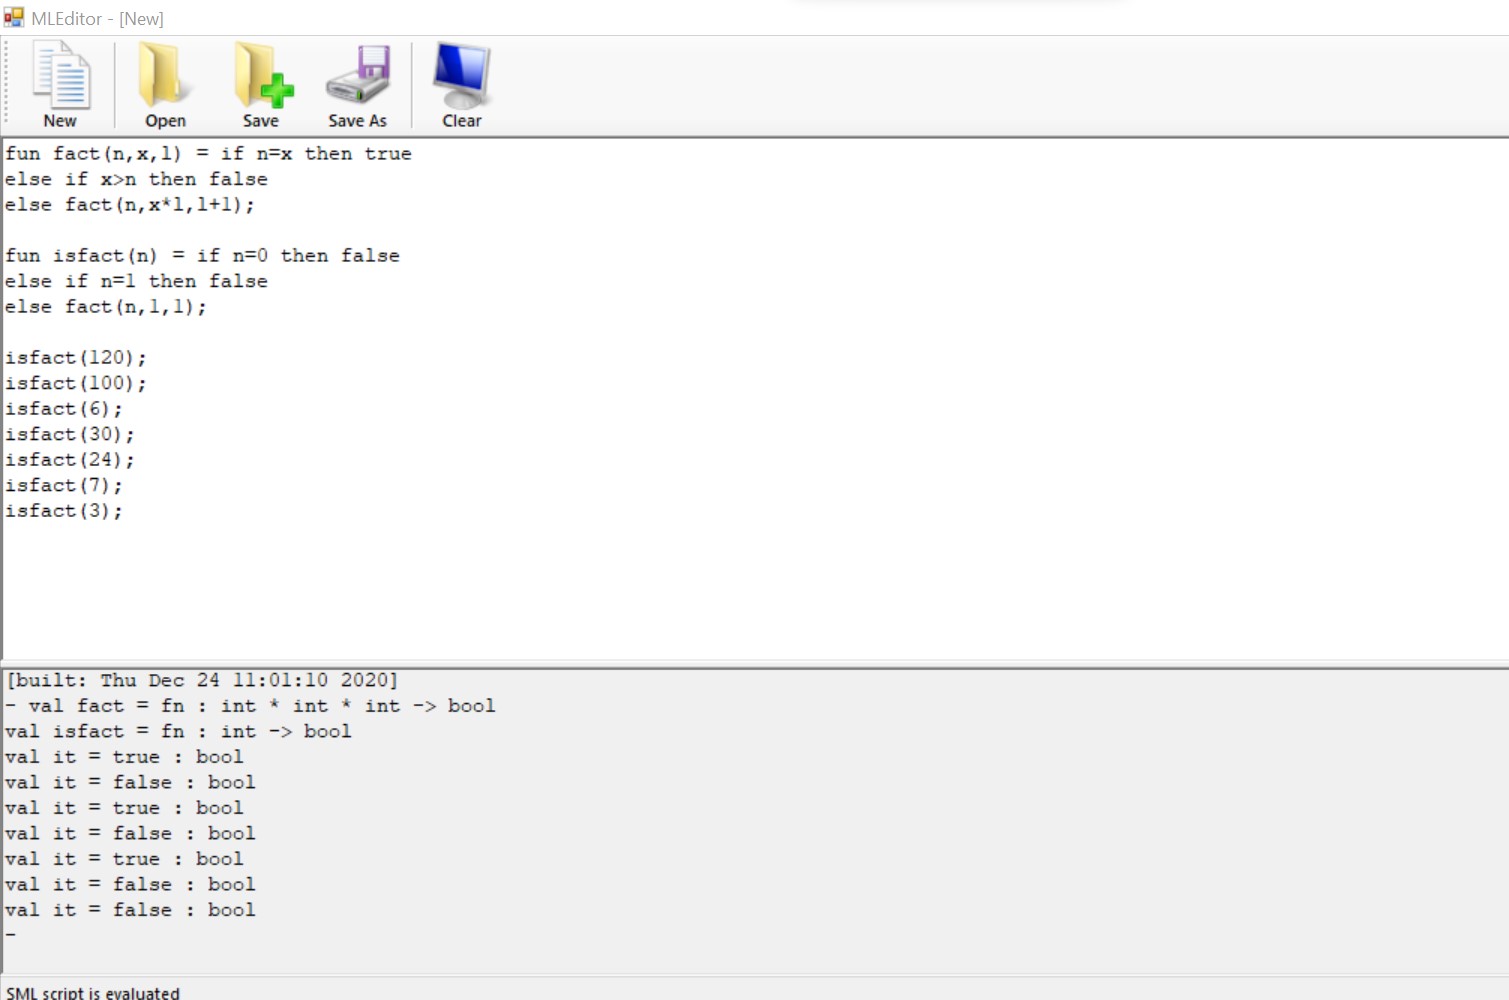 MLEditor - [New]
New Open Save Save As Clear
fun fact(n,x,l) = if n=x then true
else if x>n then false
else fact(n,x*l,l+1);
fun isfact(n) = if n=0 then false
else if n=1 then false
else fact(n,1,1);
isfact(120);
isfact(100);
isfact(6);
isfact(30);
isfact(24);
isfact(7);
isfact(3);
[built: Thu Dec 24 11:01:10 2020]
- val fact = fn : int * int * int -> bool
val isfact = fn : int -> bool
val it = true : bool
val it = false : bool
val it = true : bool
val it = false : bool
val it = true : bool
val it = false : bool
val it = false : bool
-
SML script is evaluated